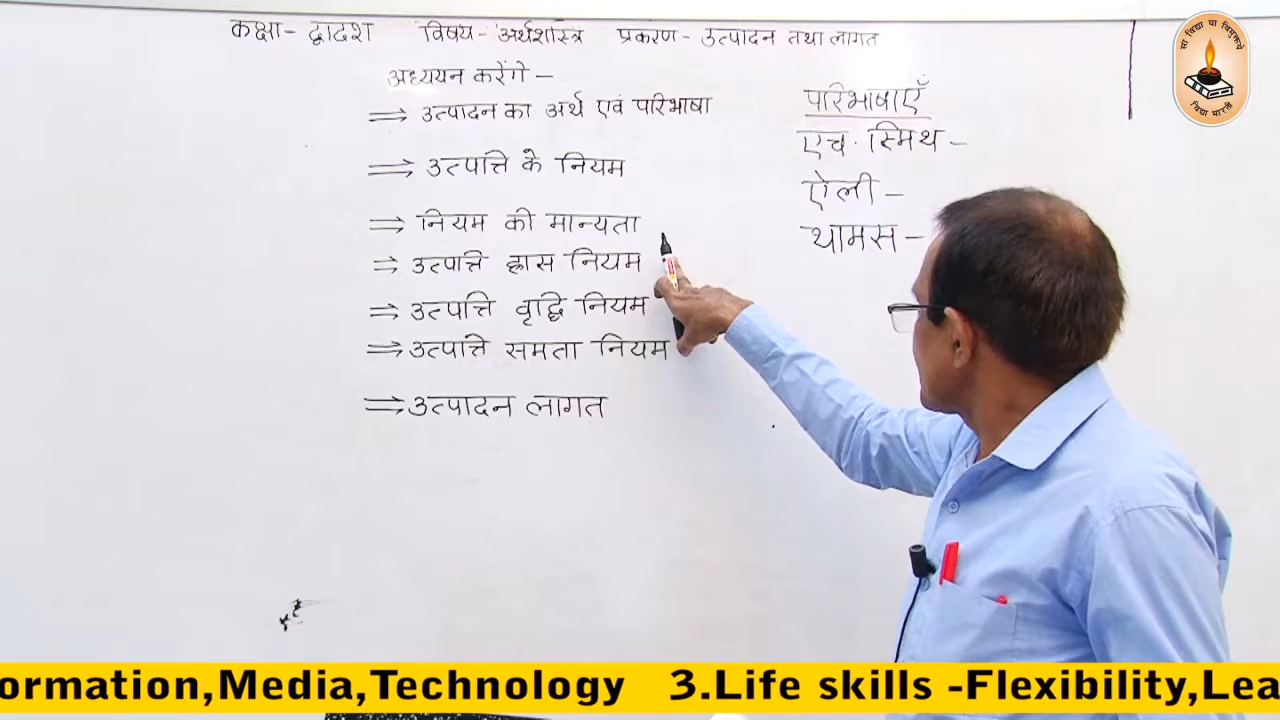 कक्षा- द्वादश विषय- अर्थशास्त्र प्रकरण- उत्पादन तथा लागत
अध्ययन करेंगे -
⇒ उत्पादन का अर्थ एवं परिभाषा
⇒ उत्पत्ति के नियम
⇒ नियम की मान्यता
⇒ उत्पत्ति ह्रास नियम
⇒ उत्पत्ति वृद्धि नियम
⇒ उत्पत्ति समता नियम
⇒ उत्पादन लागत
परिभाषाएँ
एच. स्मिथ -
ऐली -
थामस -
सा विद्या या विमुक्तये
विद्या भारती
ormation,Media,Technology 3.Life skills -Flexibility,Lea